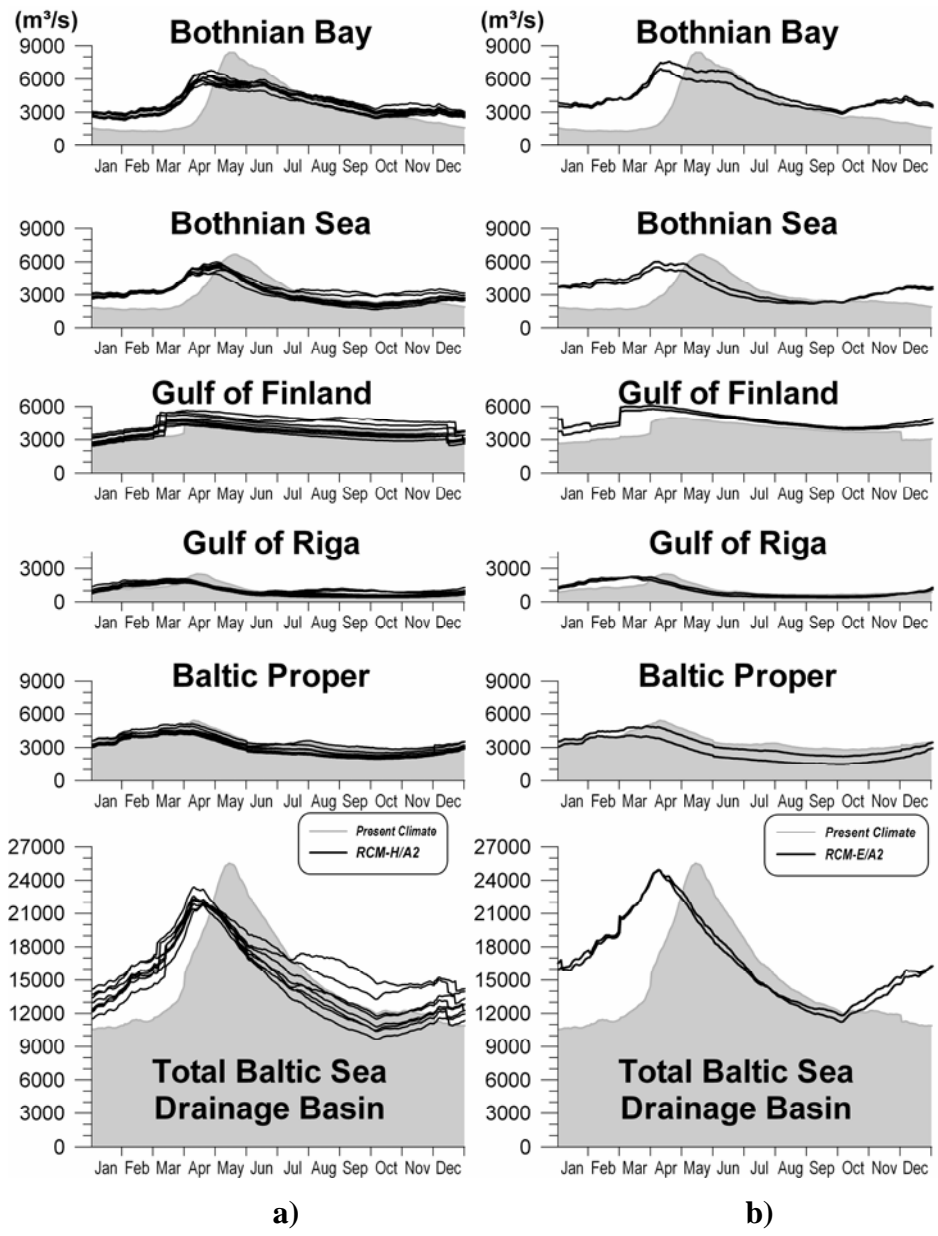 (m³/s)
Bothnian Bay
9000
6000
3000
0
Jan Feb Mar Apr May Jun Jul Aug Sep Oct Nov Dec
Bothnian Sea
9000
6000
3000
0
Jan Feb Mar Apr May Jun Jul Aug Sep Oct Nov Dec
Gulf of Finland
6000
3000
0
Jan Feb Mar Apr May Jun Jul Aug Sep Oct Nov Dec
Gulf of Riga
3000
0
Jan Feb Mar Apr May Jun Jul Aug Sep Oct Nov Dec
Baltic Proper
9000
6000
3000
0
Jan Feb Mar Apr May Jun Jul Aug Sep Oct Nov Dec
Present Climate
RCM-H/A2
27000
24000
21000
18000
15000
12000
9000
6000
3000
0
Total Baltic Sea
Drainage Basin
Jan Feb Mar Apr May Jun Jul Aug Sep Oct Nov Dec
a)
(m³/s)
Bothnian Bay
9000
6000
3000
0
Jan Feb Mar Apr May Jun Jul Aug Sep Oct Nov Dec
Bothnian Sea
9000
6000
3000
0
Jan Feb Mar Apr May Jun Jul Aug Sep Oct Nov Dec
Gulf of Finland
6000
3000
0
Jan Feb Mar Apr May Jun Jul Aug Sep Oct Nov Dec
Gulf of Riga
3000
0
Jan Feb Mar Apr May Jun Jul Aug Sep Oct Nov Dec
Baltic Proper
9000
6000
3000
0
Jan Feb Mar Apr May Jun Jul Aug Sep Oct Nov Dec
Present Climate
RCM-E/A2
27000
24000
21000
18000
15000
12000
9000
6000
3000
0
Total Baltic Sea
Drainage Basin
Jan Feb Mar Apr May Jun Jul Aug Sep Oct Nov Dec
b)